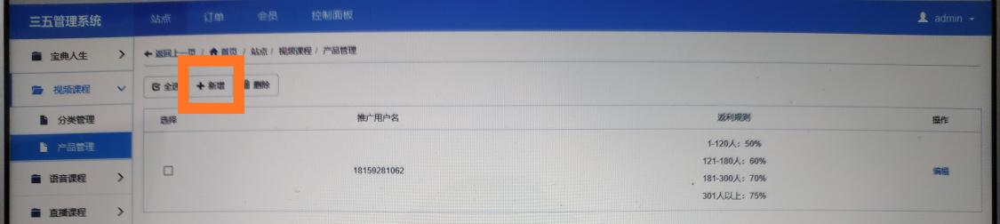 三五管理系统 站点 订单 会员 控制面板 admin
宝典人生
视频课程
分类管理
产品管理
语音课程
直播课程
返回上一页 / 首页 / 站点 / 视频课程 / 产品管理
全选 新增 删除
选择 推广用户名 返利规则 操作
18159281062
1-120人：50%
121-180人：60%
181-300人：70%
301人以上：75%
编辑